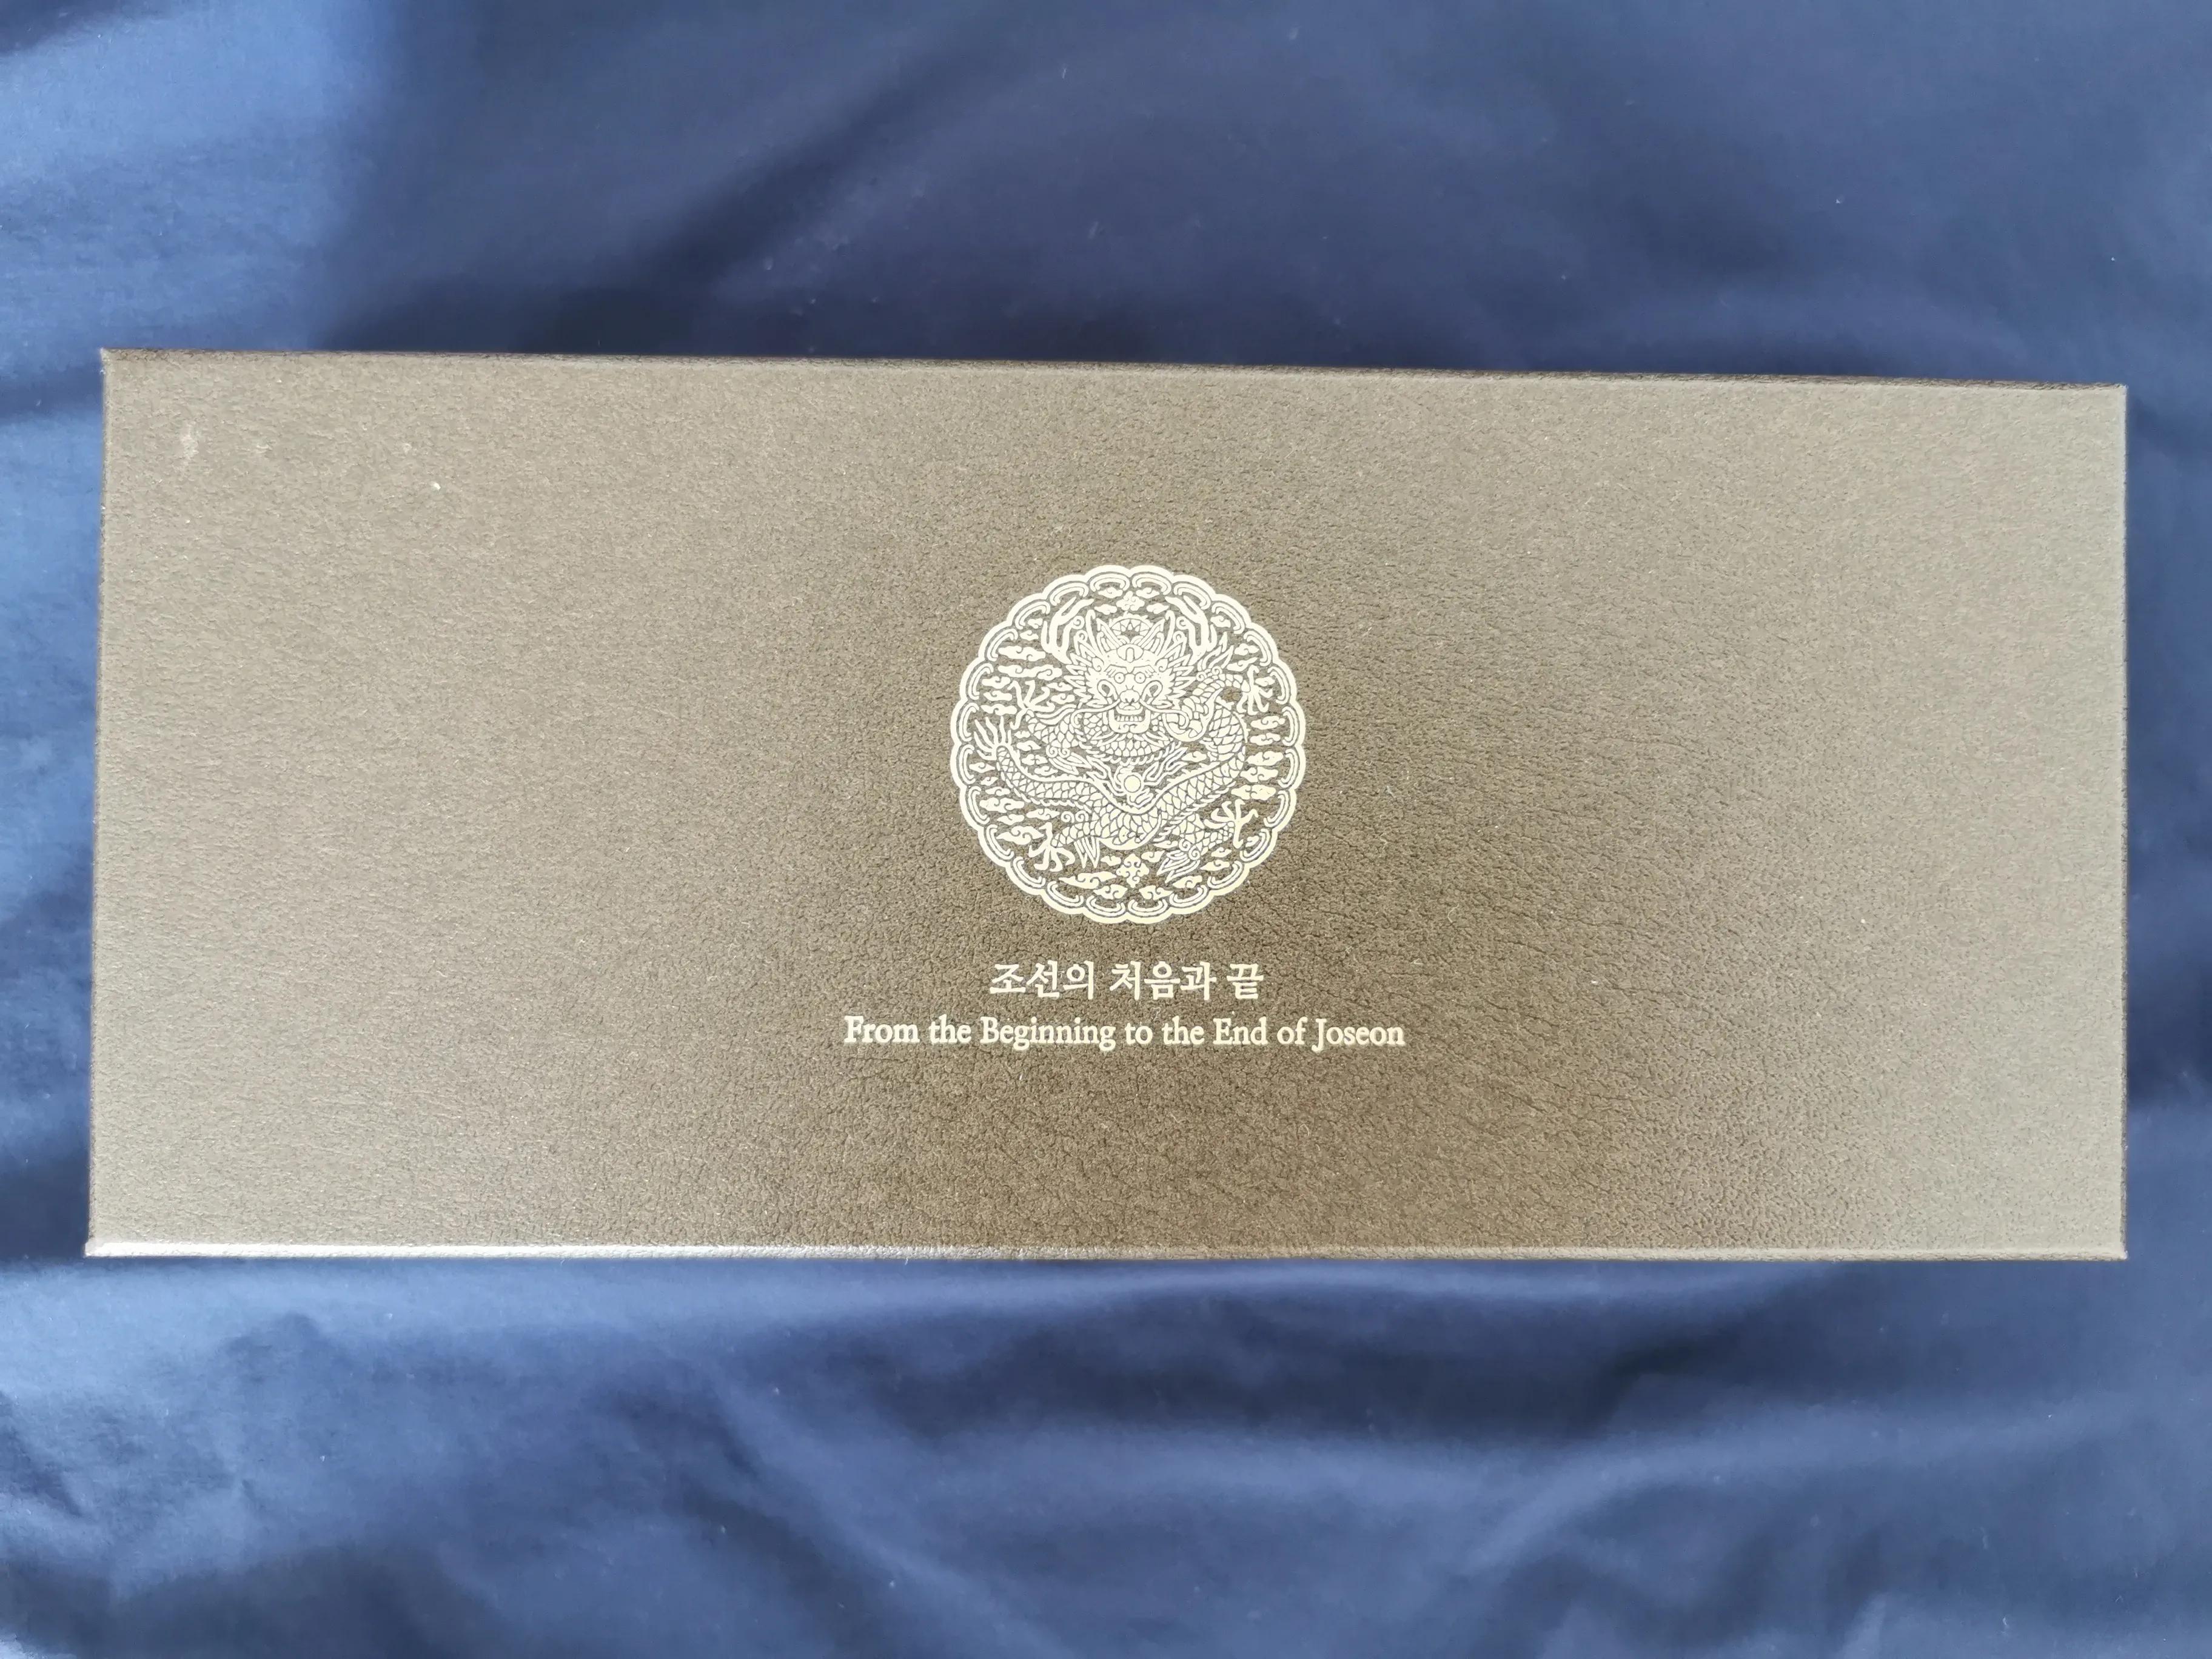 조선의 처음과 끝
From the Beginning to the End of Joseon